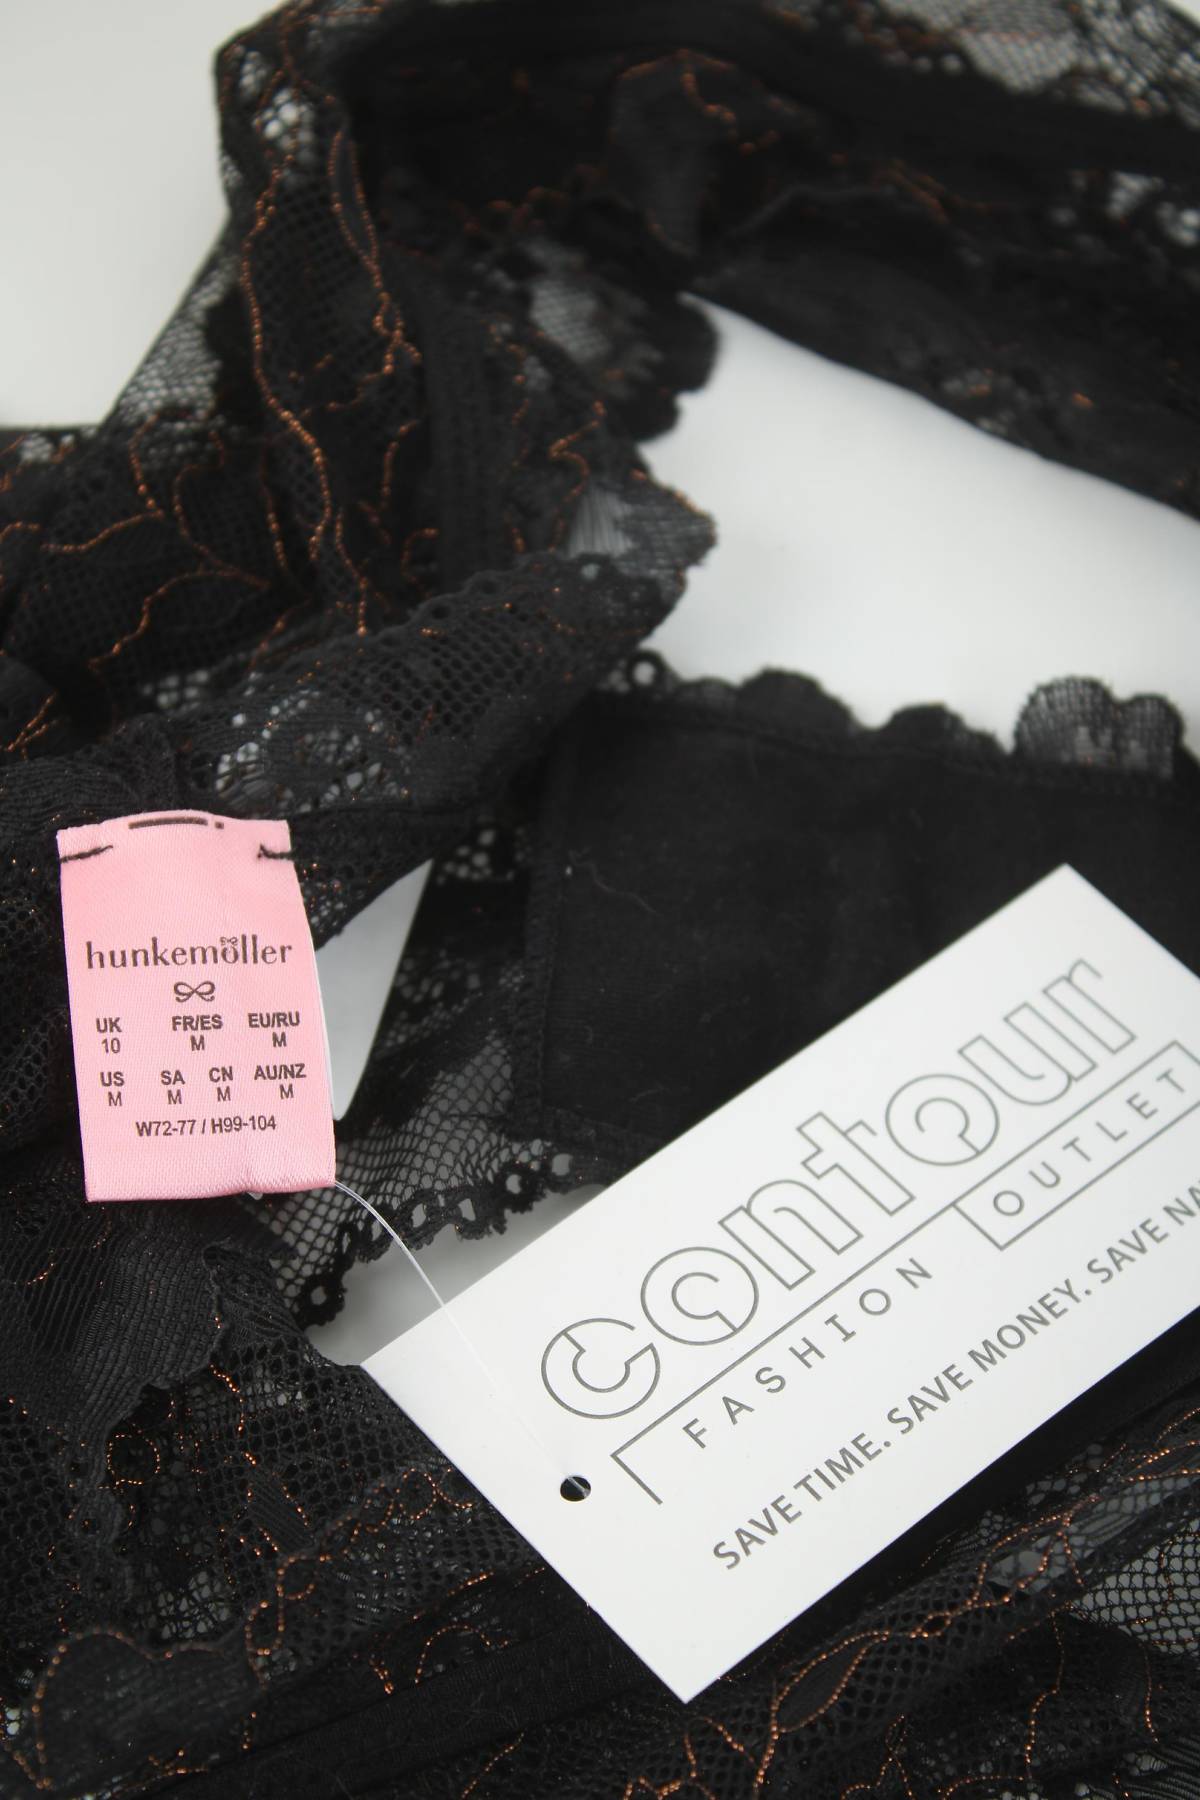 hunkemöller
UK FR/ES EU/RU
10 M M
US SA CN AU/NZ
M M M M
W72-77 / H99-104
contour
FASHION
OUTLET
SAVE TIME. SAVE MONEY. SAVE